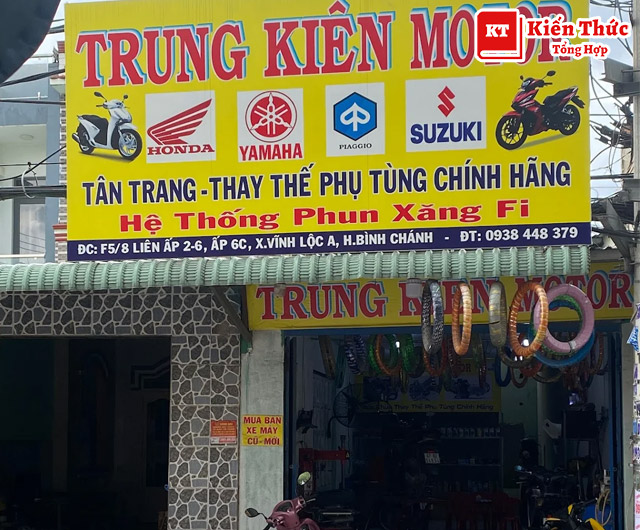 KT Kiến Thức
Tổng Hợp
TRUNG KIÊN MOTOR
HONDA
YAMAHA
PIAGGIO
SUZUKI
TÂN TRANG - THAY THẾ PHỤ TÙNG CHÍNH HÃNG
Hệ Thống Phun Xăng Fi
ĐC: F5/8 LIÊN ẤP 2-6, ẤP 6C, X.VĨNH LỘC A, H.BÌNH CHÁNH - ĐT: 0938 448 379
TRUNG KIÊN MOTOR
MUA BÁN
XE MÁY
CŨ-MỚI